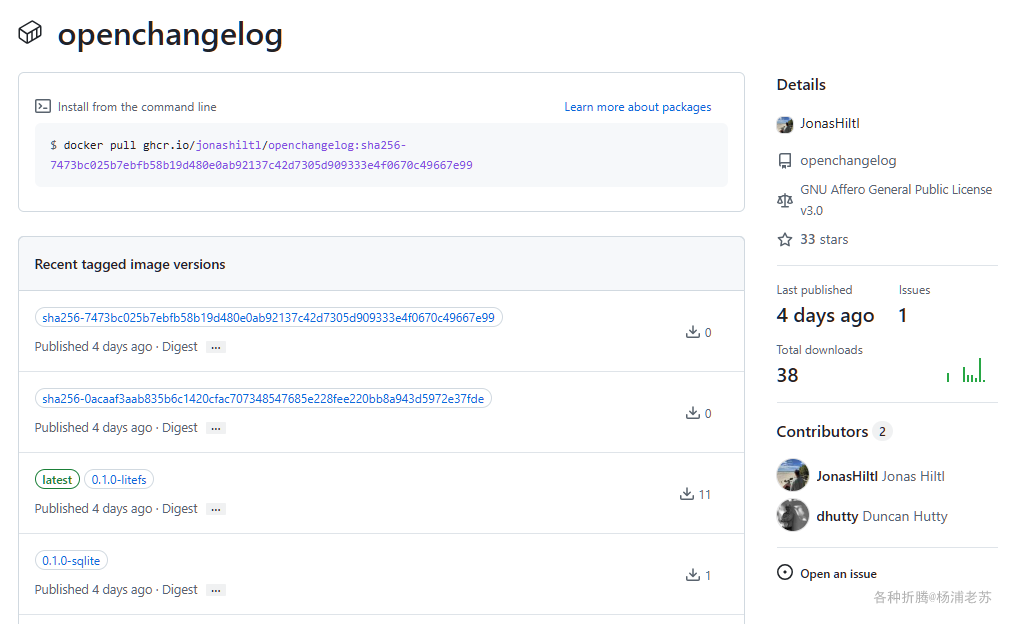 openchangelog
Install from the command line
Learn more about packages
$ docker pull ghcr.io/jonashiltl/openchangelog:sha256-
7473bc025b7ebfb58b19d480e0ab92137c42d7305d909333e4f0670c49667e99
Recent tagged image versions
sha256-7473bc025b7ebfb58b19d480e0ab92137c42d7305d909333e4f0670c49667e99
Published 4 days ago · Digest ...
0
sha256-0acaaf3aab835b6c1420cfac707348547685e228fee220bb8a943d5972e37fde
Published 4 days ago · Digest ...
0
latest 0.1.0-litefs
Published 4 days ago · Digest ...
11
0.1.0-sqlite
Published 4 days ago · Digest ...
1
Details
JonasHiltl
openchangelog
GNU Affero General Public License
v3.0
33 stars
Last published Issues
4 days ago 1
Total downloads
38
Contributors 2
JonasHiltl Jonas Hiltl
dhutty Duncan Hutty
Open an issue
各种折腾@杨浦老苏